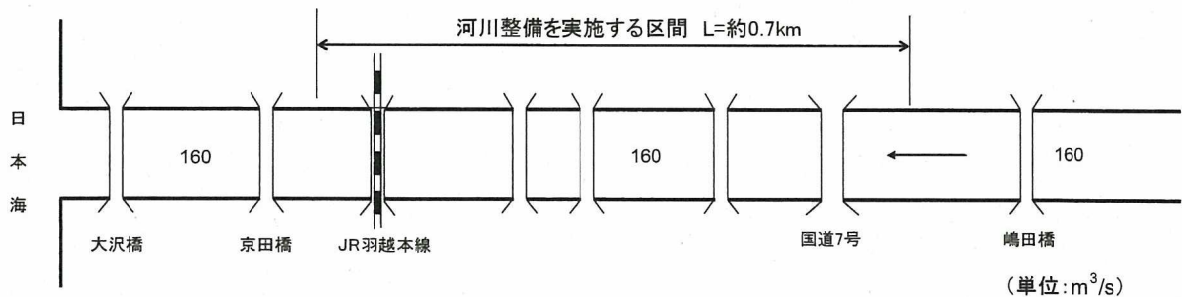 河川整備を実施する区間 L=約0.7km
日本海
160
160
160
大沢橋
京田橋
JR羽越本線
国道7号
嶋田橋
(単位:m³/s)